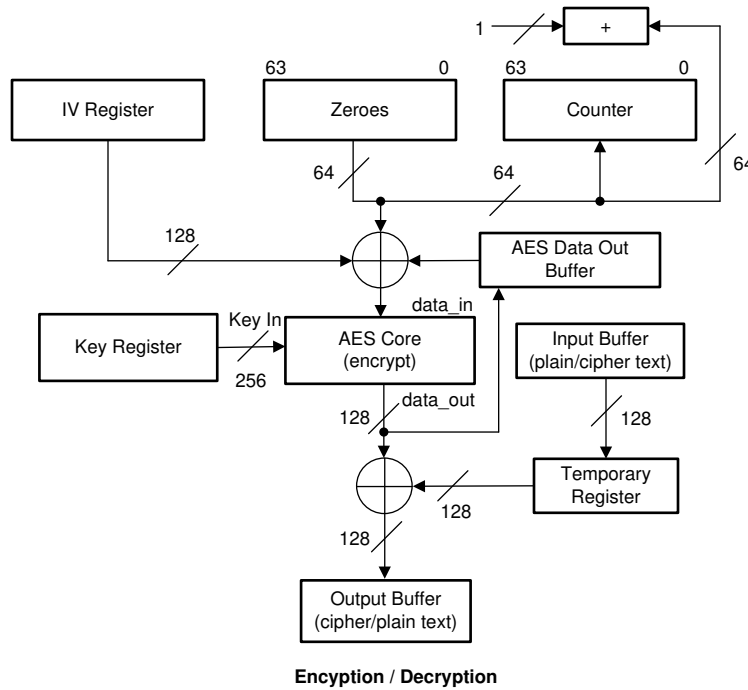 1
+
63 0
63 0
IV Register
Zeroes
Counter
64
64
64
128
AES Data Out
Buffer
data_in
Key In
Key Register
256
AES Core
(encrypt)
Input Buffer
(plain/cipher text)
data_out
128
128
Temporary
Register
128
128
Output Buffer
(cipher/plain text)
Encyption / Decryption